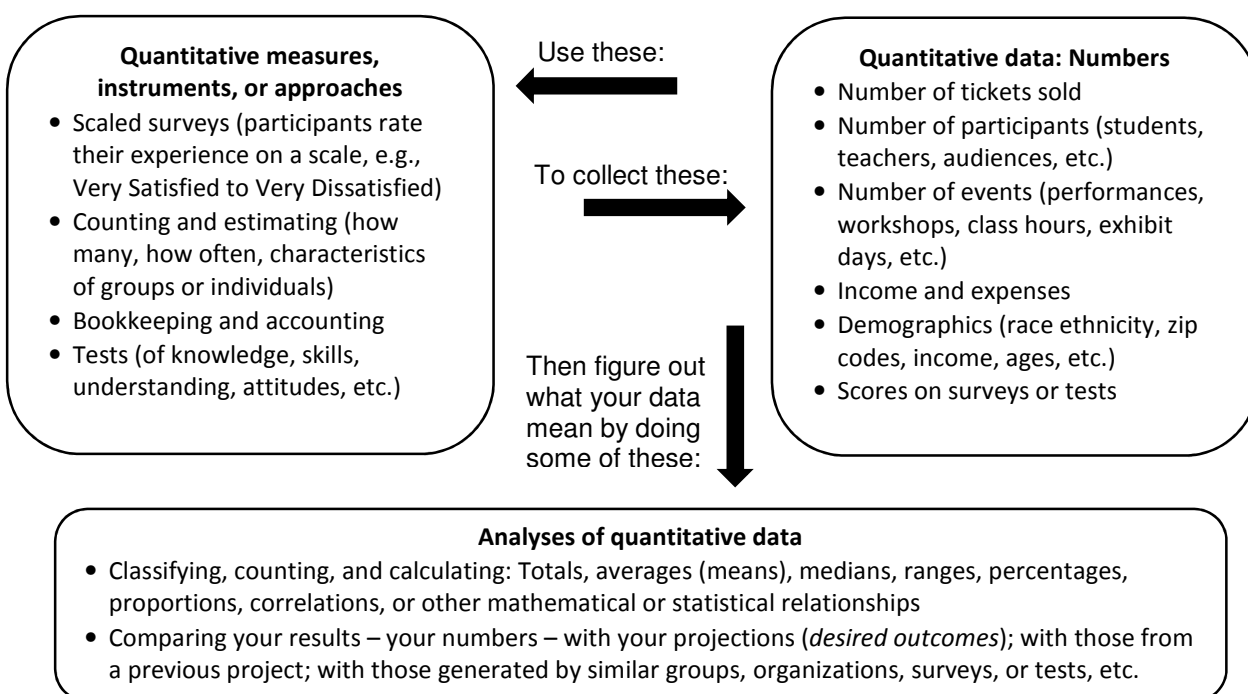 Quantitative measures,
instruments, or approaches
• Scaled surveys (participants rate
their experience on a scale, e.g.,
Very Satisfied to Very Dissatisfied)
• Counting and estimating (how
many, how often, characteristics
of groups or individuals)
• Bookkeeping and accounting
• Tests (of knowledge, skills,
understanding, attitudes, etc.)
Use these:
To collect these:
Quantitative data: Numbers
• Number of tickets sold
• Number of participants (students,
teachers, audiences, etc.)
• Number of events (performances,
workshops, class hours, exhibit
days, etc.)
• Income and expenses
• Demographics (race ethnicity, zip
codes, income, ages, etc.)
• Scores on surveys or tests
Then figure out
what your data
mean by doing
some of these:
Analyses of quantitative data
• Classifying, counting, and calculating: Totals, averages (means), medians, ranges, percentages,
proportions, correlations, or other mathematical or statistical relationships
• Comparing your results – your numbers – with your projections (desired outcomes); with those from
a previous project; with those generated by similar groups, organizations, surveys, or tests, etc.